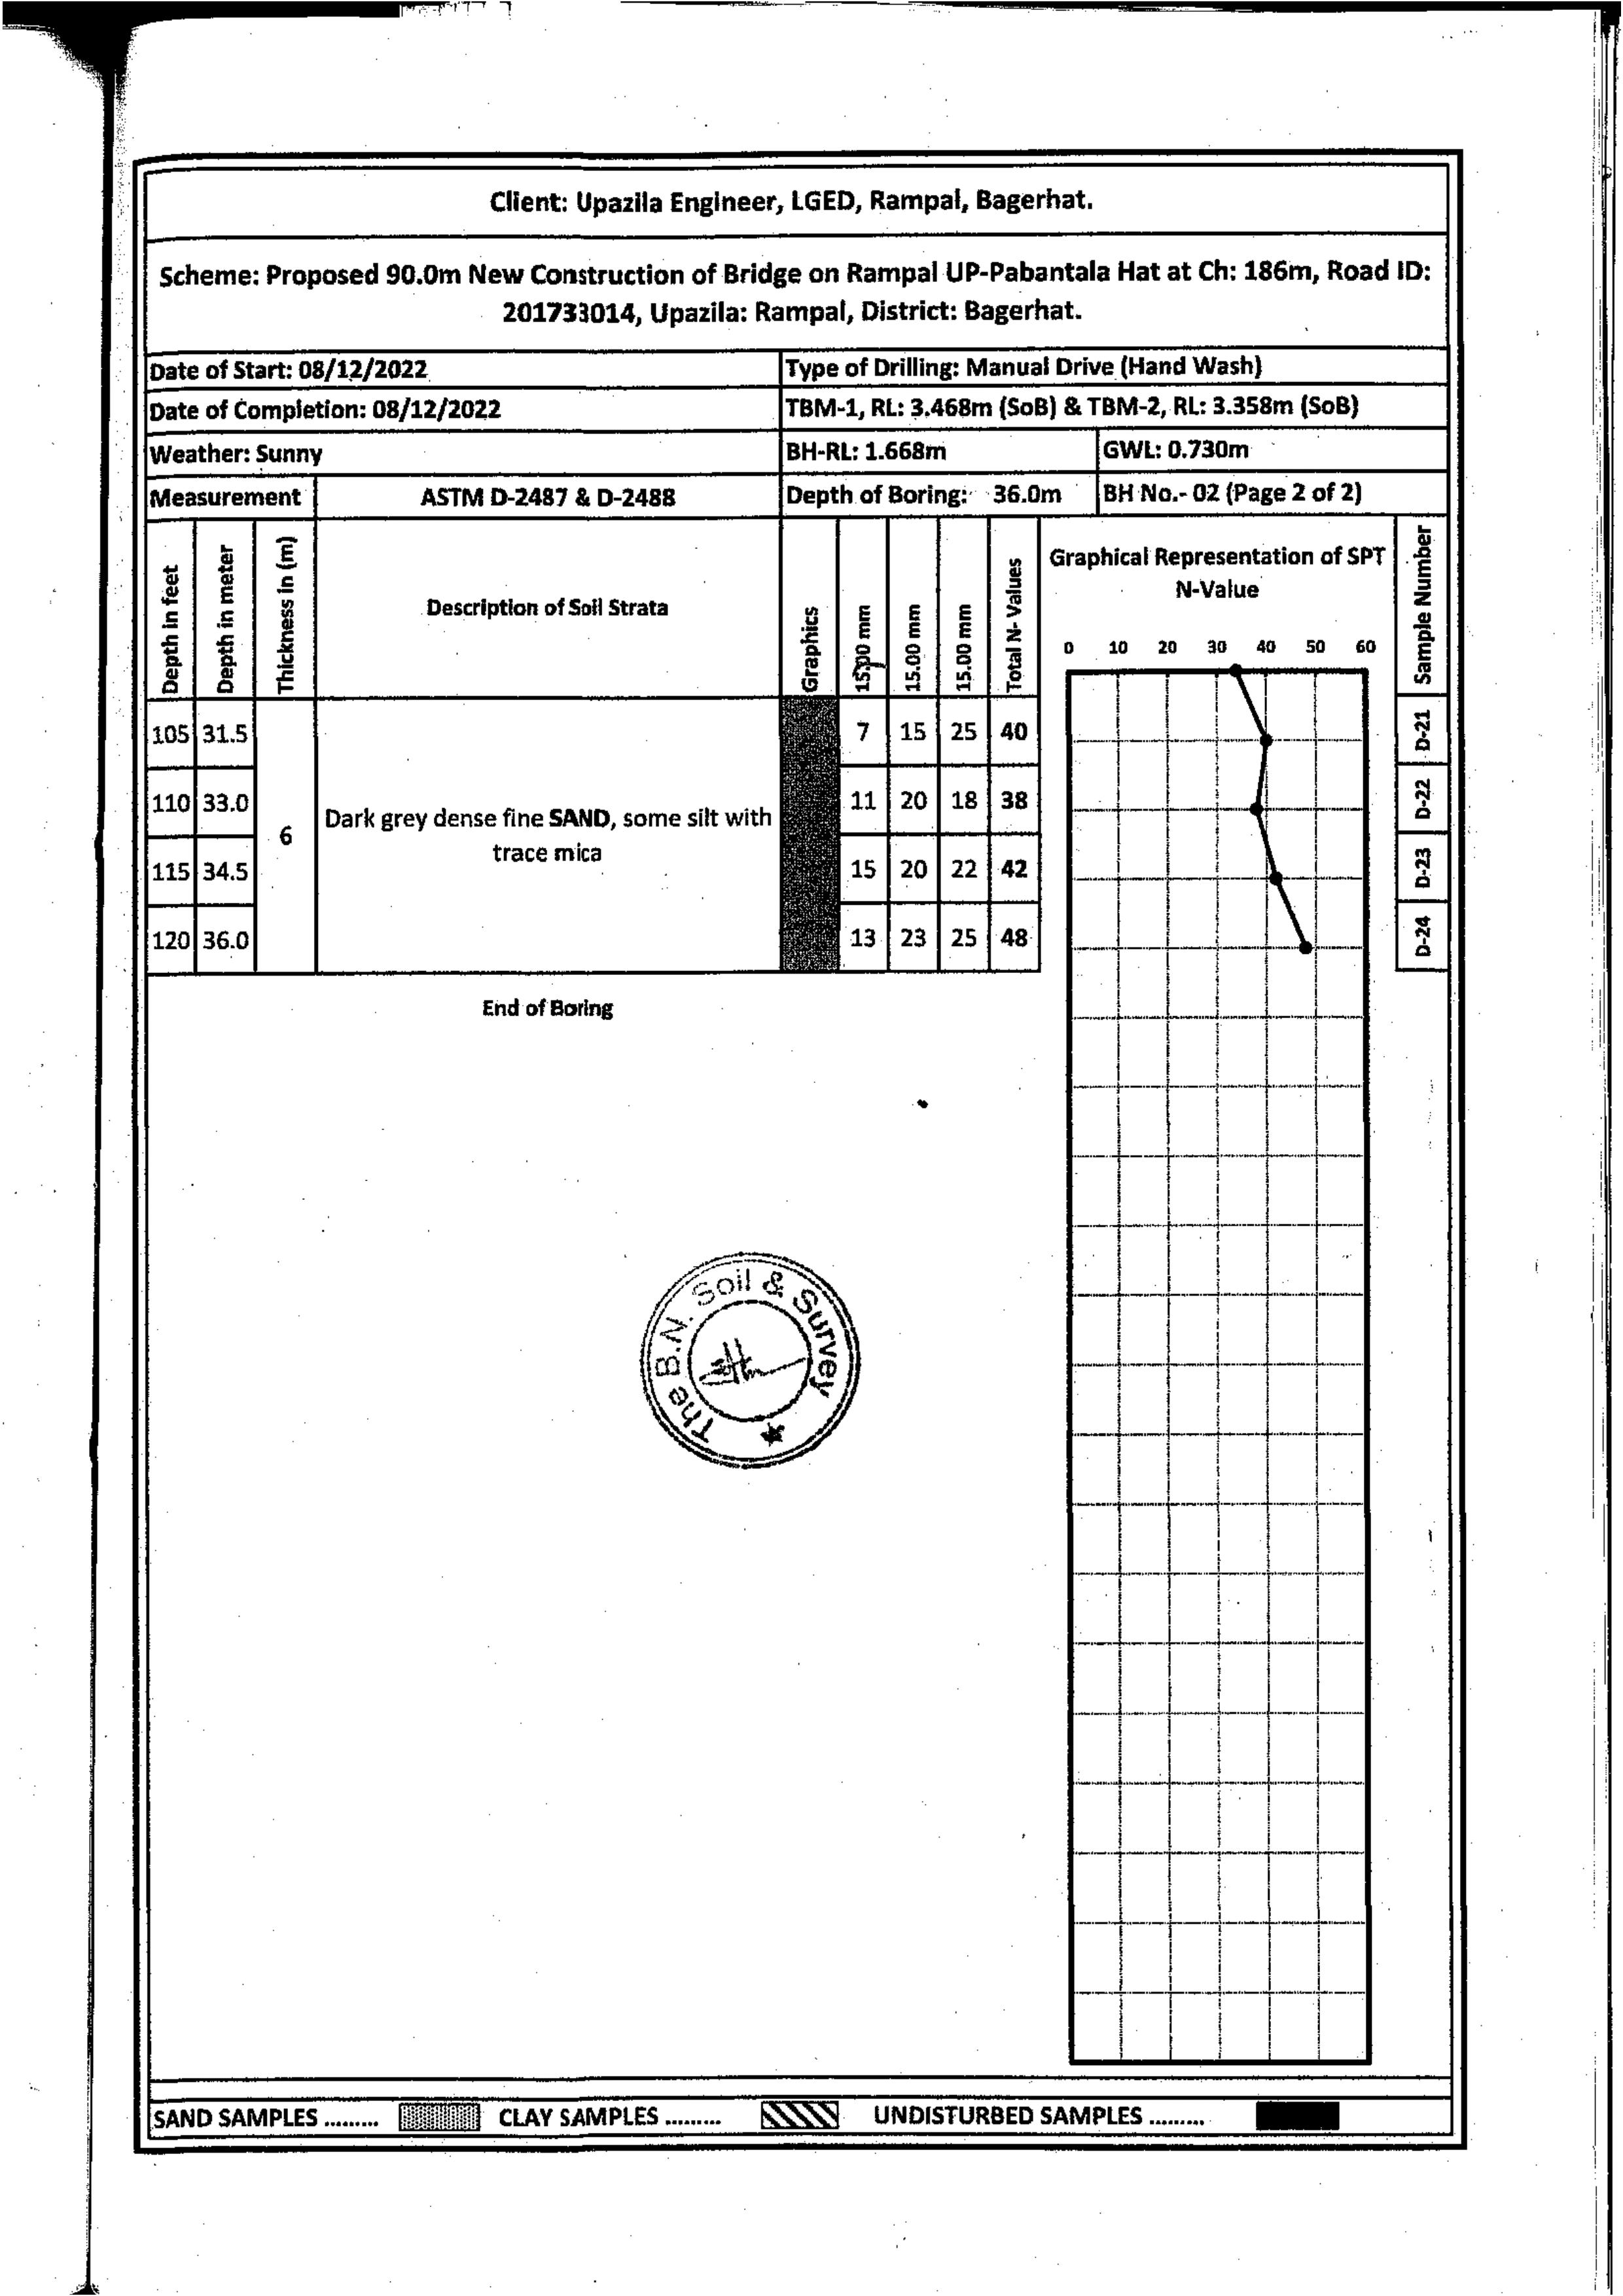 Client: Upazila Engineer, LGED, Rampal, Bagerhat.
Scheme: Proposed 90.0m New Construction of Bridge on Rampal UP-Pabantala Hat at Ch: 186m, Road ID:
201733014, Upazila: Rampal, District: Bagerhat.
Date of Start: 08/12/2022 Type of Drilling: Manual Drive (Hand Wash)
Date of Completion: 08/12/2022 TBM-1, RL: 3.468m (SoB) & TBM-2, RL: 3.358m (SoB)
Weather: Sunny BH-RL: 1.668m GWL: 0.730m
Measurement ASTM D-2487 & D-2488 Depth of Boring: 36.0m BH No.- 02 (Page 2 of 2)
Depth in feet
Depth in meter
Thickness in (m)
Description of Soil Strata
Graphics
15.00 mm
15.00 mm
15.00 mm
Total N- Values
Graphical Representation of SPT
N-Value
0 10 20 30 40 50 60
Sample Number
105 31.5 7 15 25 40 D-21
110 33.0 11 20 18 38 D-22
6
Dark grey dense fine SAND, some silt with
trace mica
115 34.5 15 20 22 42 D-23
120 36.0 13 23 25 48 D-24
End of Boring
The B.N. Soil & Survey
SAND SAMPLES ......... CLAY SAMPLES ......... UNDISTURBED SAMPLES .........